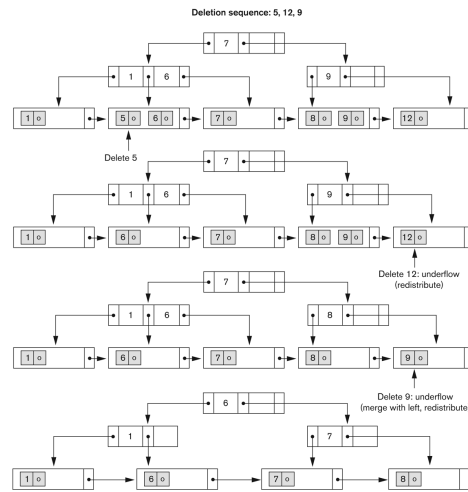 Deletion sequence: 5, 12, 9
7
1 6 9
1 o 5 o 6 o 7 o 8 o 9 o 12 o
Delete 5
7
1 6 9
1 o 6 o 7 o 8 o 9 o 12 o
Delete 12: underflow
(redistribute)
7
1 6 8
1 o 6 o 7 o 8 o 9 o
Delete 9: underflow
(merge with left, redistribute
6
1 7
1 o 6 o 7 o 8 o